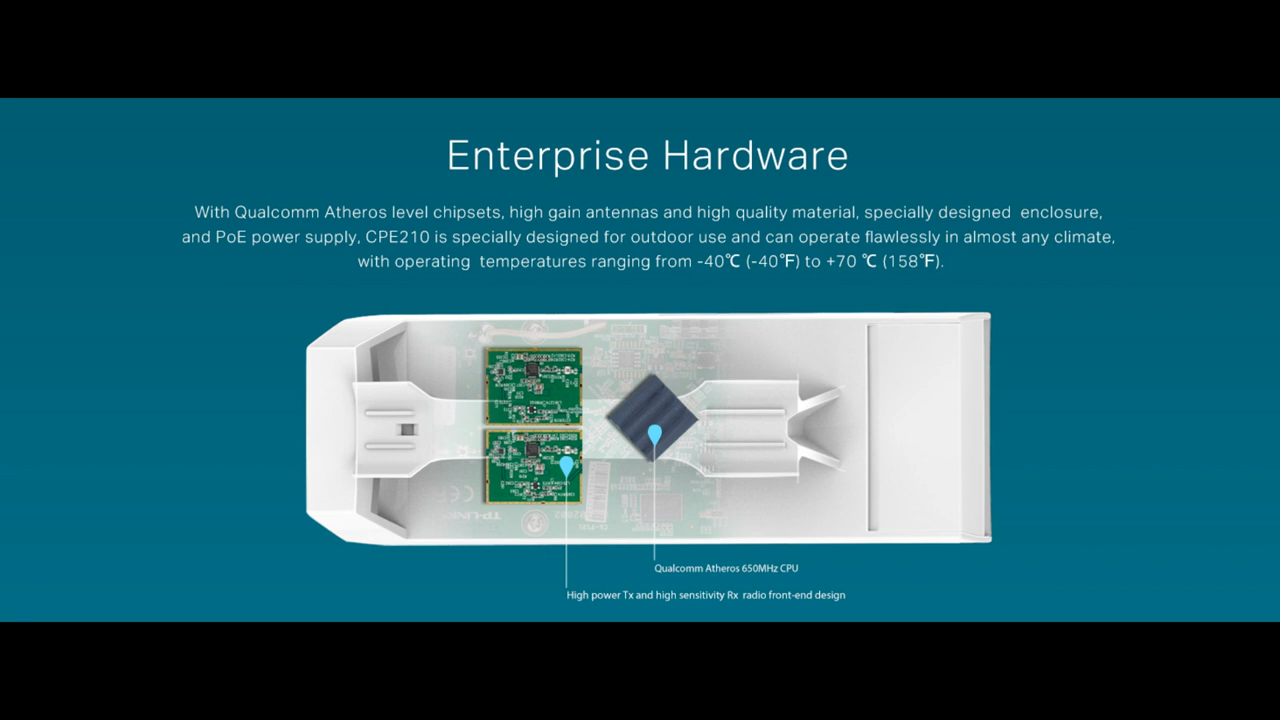 Enterprise Hardware
With Qualcomm Atheros level chipsets, high gain antennas and high quality material, specially designed enclosure,
and PoE power supply, CPE210 is specially designed for outdoor use and can operate flawlessly in almost any climate,
with operating temperatures ranging from -40℃ (-40℉) to +70 ℃ (158℉).
TP-LINK
Qualcomm Atheros 650MHz CPU
High power Tx and high sensitivity Rx radio front-end design